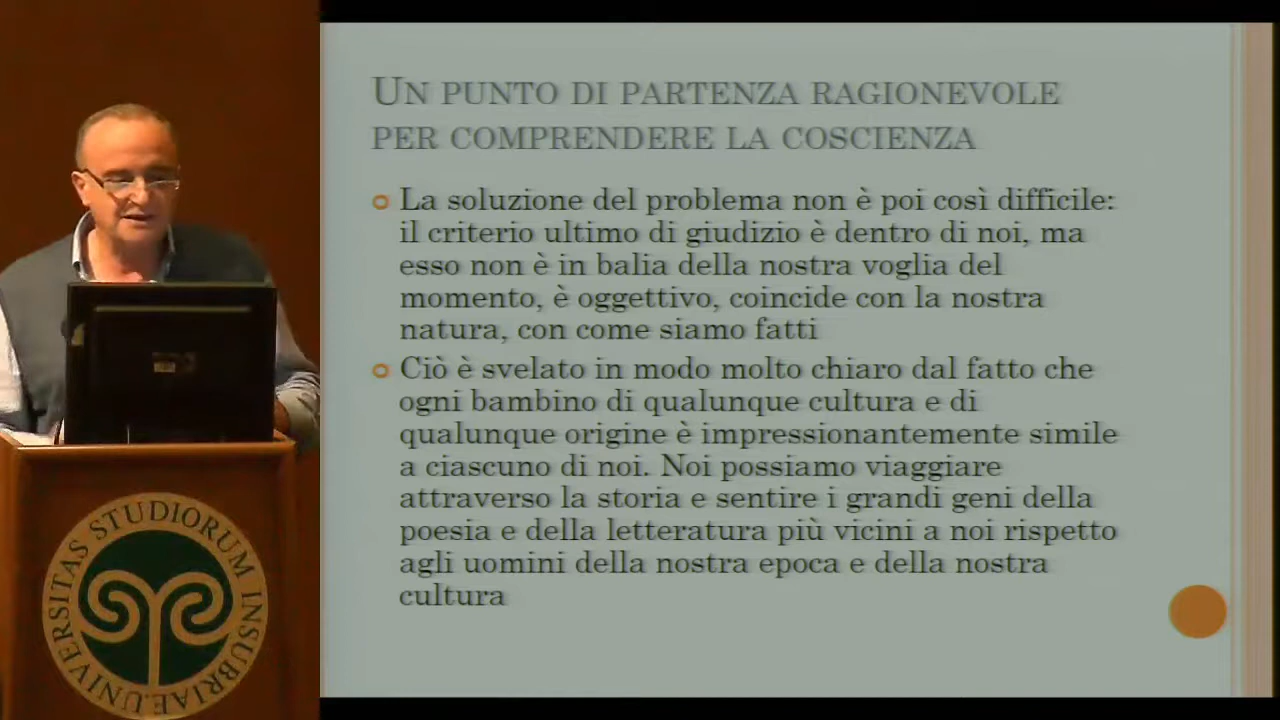 UN PUNTO DI PARTENZA RAGIONEVOLE
PER COMPRENDERE LA COSCIENZA
La soluzione del problema non è poi così difficile:
il criterio ultimo di giudizio è dentro di noi, ma
esso non è in balia della nostra voglia del
momento, è oggettivo, coincide con la nostra
natura, con come siamo fatti
Ciò è svelato in modo molto chiaro dal fatto che
ogni bambino di qualunque cultura e di
qualunque origine è impressionantemente simile
a ciascuno di noi. Noi possiamo viaggiare
attraverso la storia e sentire i grandi geni della
poesia e della letteratura più vicini a noi rispetto
agli uomini della nostra epoca e della nostra
cultura
UNIVERSITAS STUDIORUM INSUBRIAE